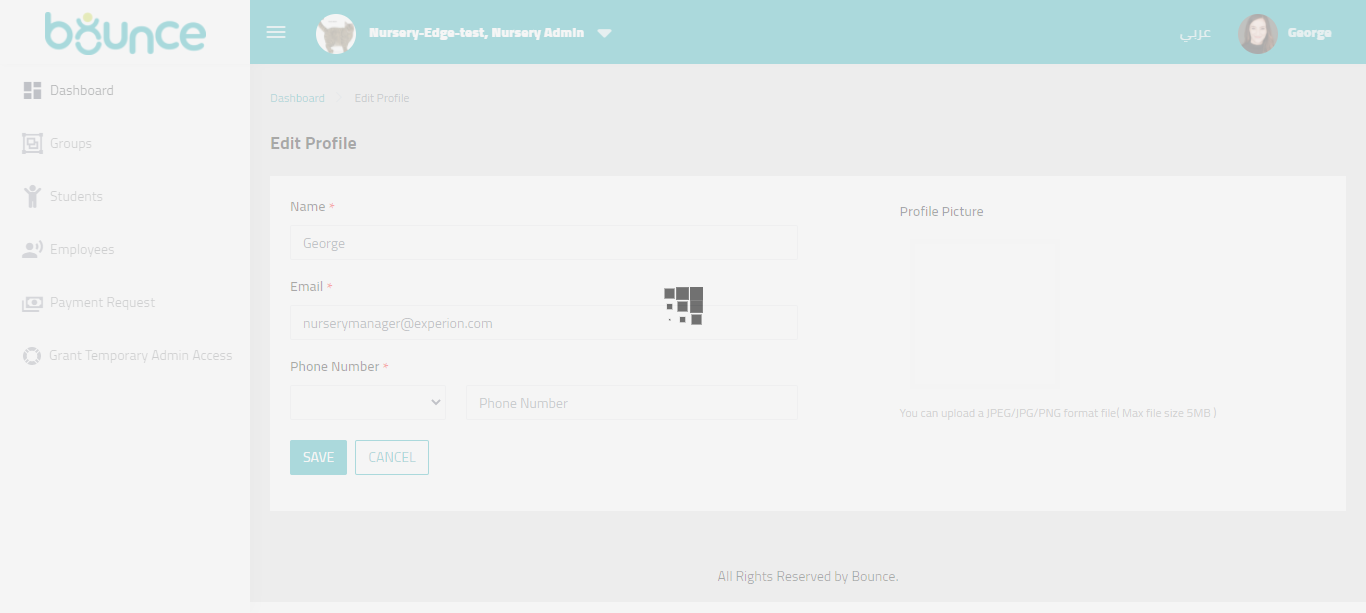 bounce
Nursery-Edge-test, Nursery Admin
عربي
George
Dashboard
Groups
Students
Employees
Payment Request
Grant Temporary Admin Access
Dashboard
Edit Profile
Edit Profile
Name *
George
Email *
nurserymanager@experion.com
Phone Number *
Phone Number
SAVE
CANCEL
Profile Picture
You can upload a JPEG/JPG/PNG format file( Max file size 5MB )
All Rights Reserved by Bounce.